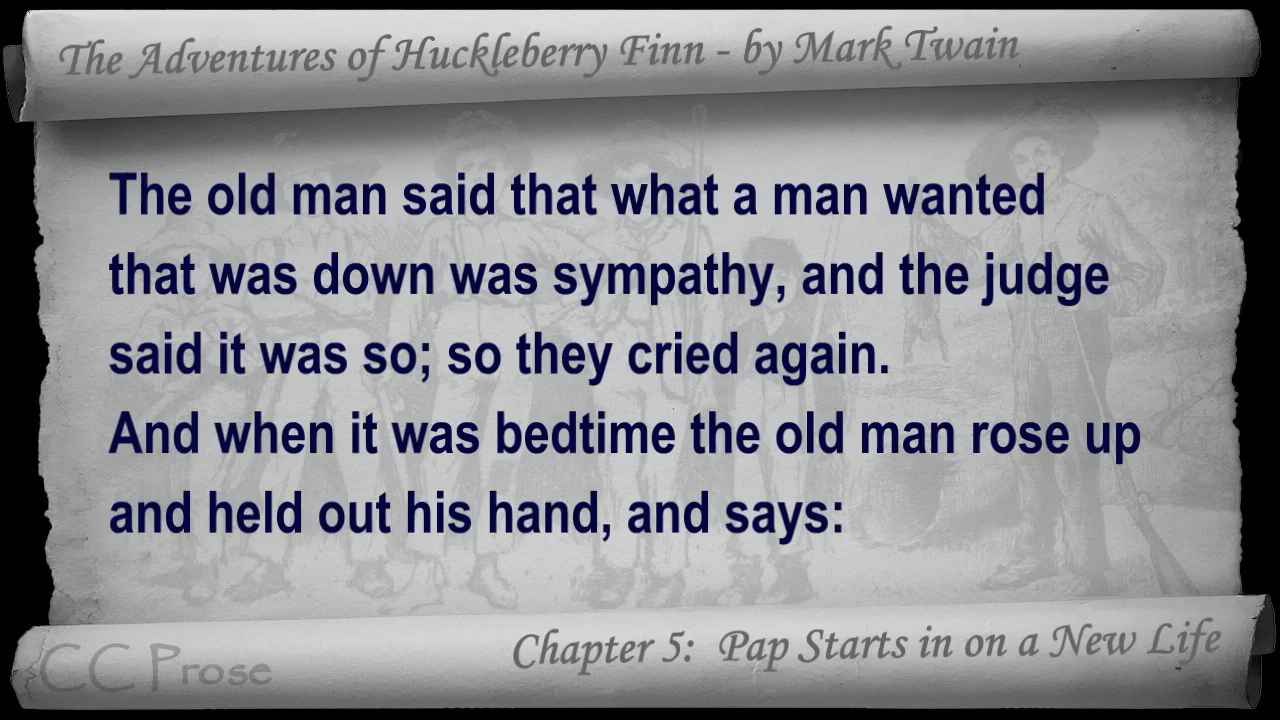 The Adventures of Huckleberry Finn - by Mark Twain
The old man said that what a man wanted
that was down was sympathy, and the judge
said it was so; so they cried again.
And when it was bedtime the old man rose up
and held out his hand, and says:
Chapter 5: Pap Starts in on a New Life
CC Prose